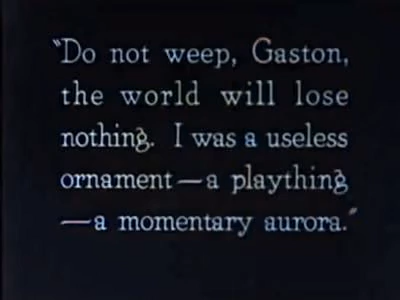 "Do not weep, Gaston,
the world will lose
nothing. I was a useless
ornament—a plaything
—a momentary aurora."